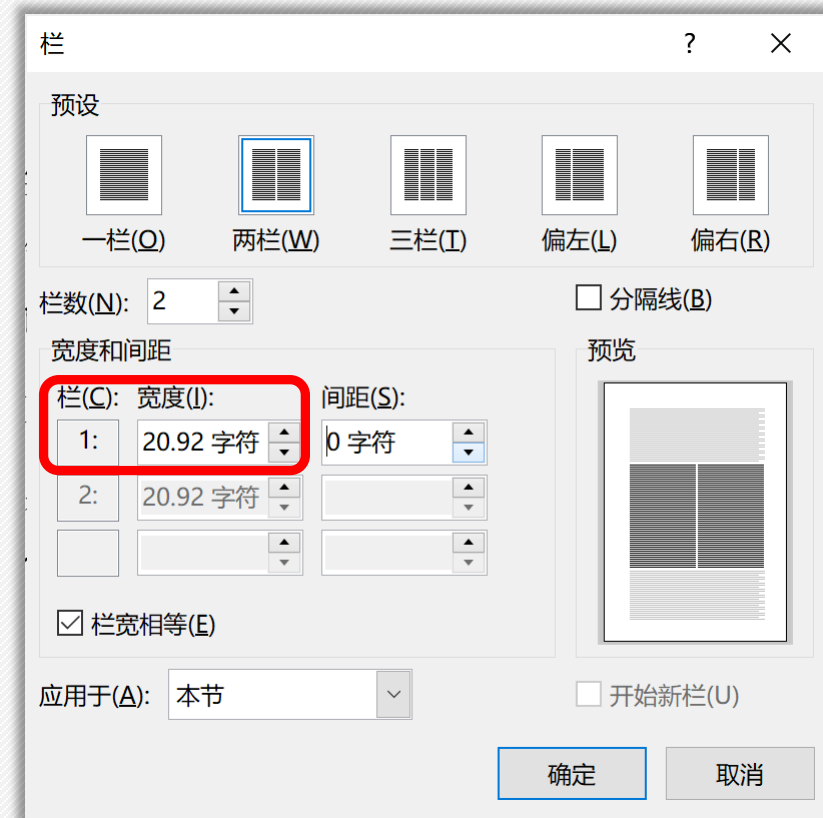 栏 ?
预设
一栏(O) 两栏(W) 三栏(T) 偏左(L) 偏右(R)
栏数(N): 2 分隔线(B)
宽度和间距 预览
栏(C): 宽度(I): 间距(S):
1: 20.92 字符 0 字符
2: 20.92 字符
栏宽相等(E)
应用于(A): 本节 开始新栏(U)
确定 取消